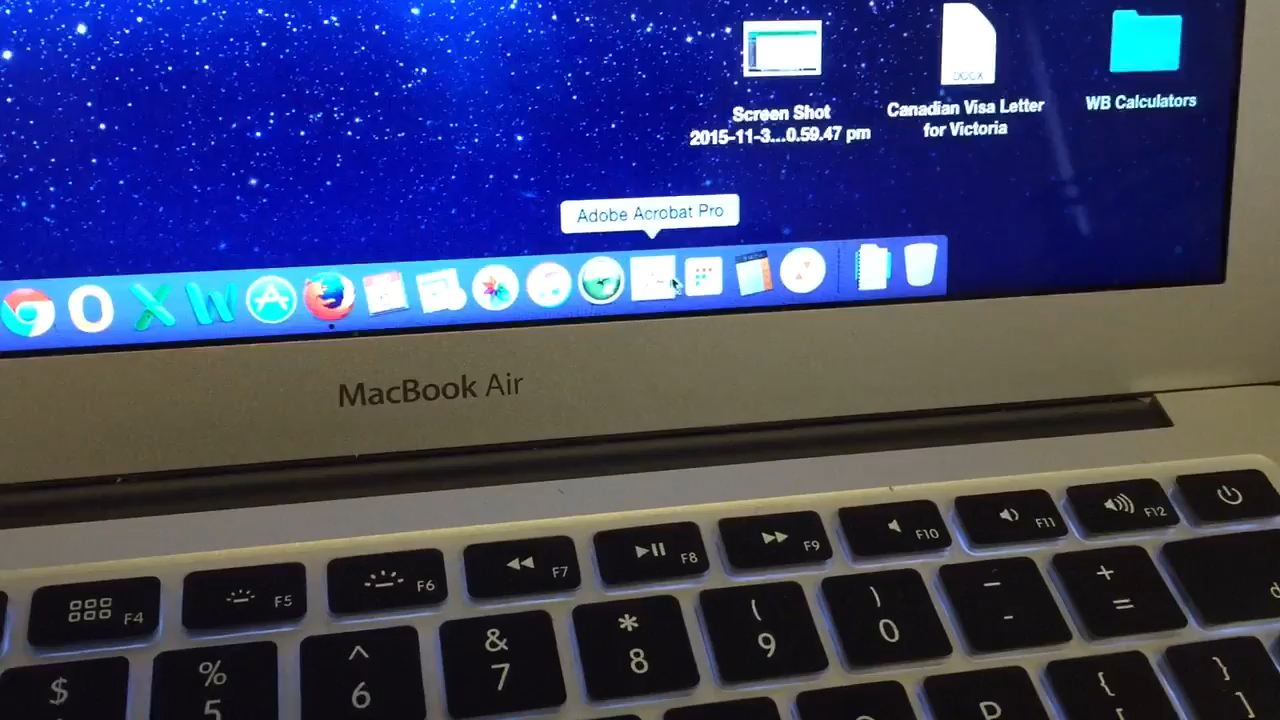 DOCX
Screen Shot
2015-11-3...0.59.47 pm
Canadian Visa Letter
for Victoria
WB Calculators
Adobe Acrobat Pro
MacBook Air
F4
F5
F6
F7
F8
F9
F10
F11
F12
$
%
5
^
6
&
7
*
8
(
9
)
0
_
-
+
=
P
{
[
}
]